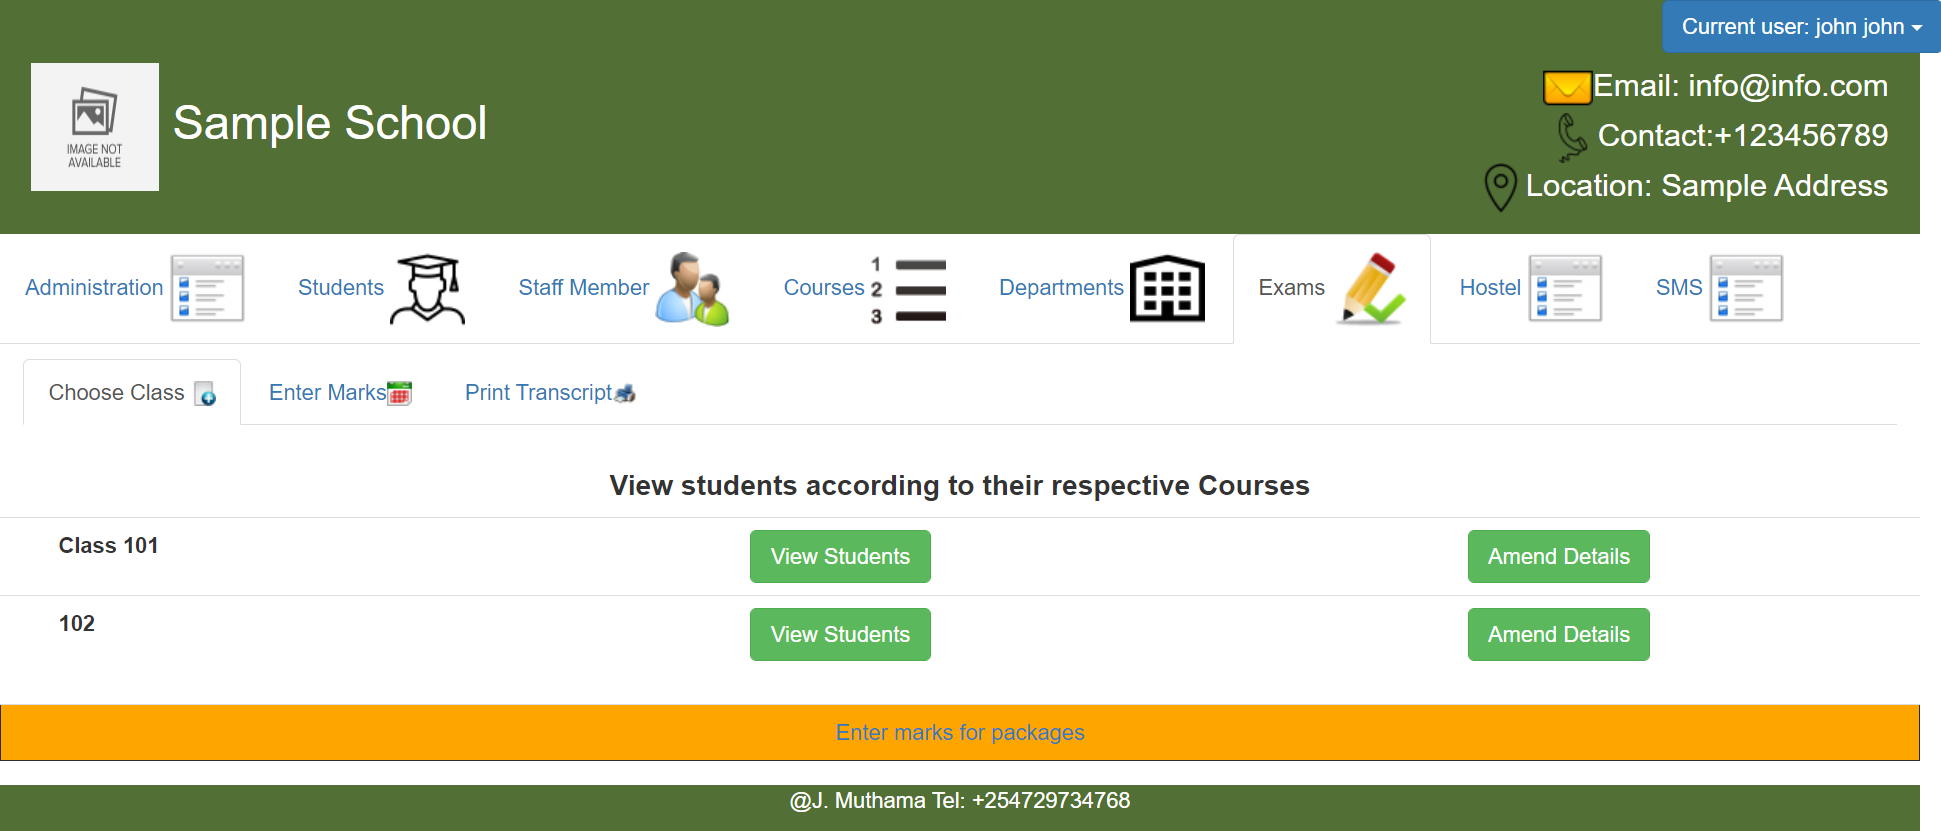 Current user: john john
IMAGE NOT
AVAILABLE
Sample School
Email: info@info.com
Contact:+123456789
Location: Sample Address
Administration
Students
Staff Member
Courses
1
2
3
Departments
Exams
Hostel
SMS
Choose Class
Enter Marks
Print Transcript
View students according to their respective Courses
Class 101 View Students Amend Details
102 View Students Amend Details
Enter marks for packages
@J. Muthama Tel: +254729734768